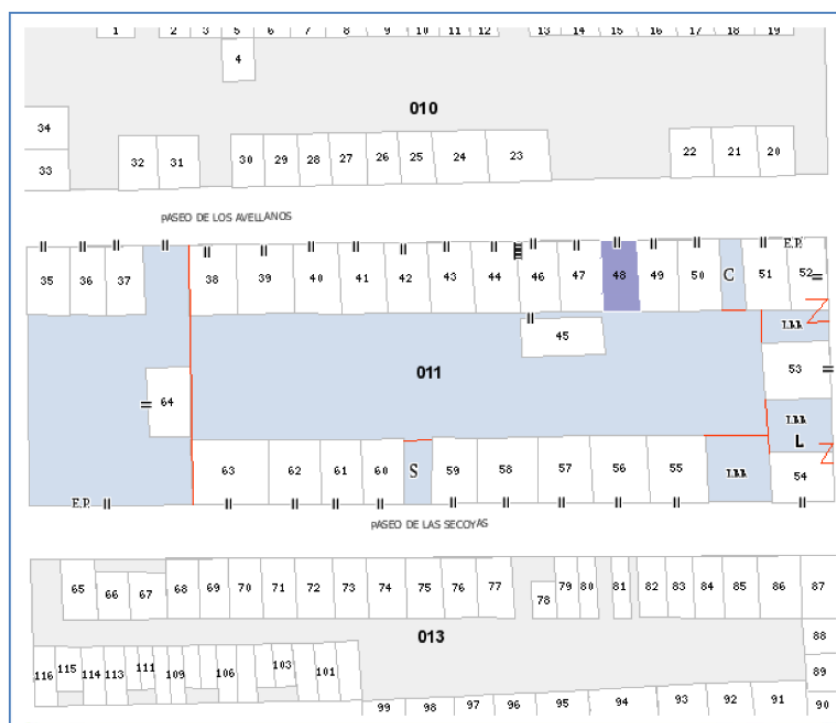 1 2 3 5 6 7 8 9 10 11 12 13 14 15 16 17 18 19
4
010
34
33 32 31 30 29 28 27 26 25 24 23 22 21 20
PASEO DE LOS AVELLANOS
E.P.
35 36 37 38 39 40 41 42 43 44 46 47 48 49 50 C 51 52
I.I.I.
45
53
011
64
I.I.I.
L
63 62 61 60 S 59 58 57 56 55 I.I.I. 54
E.P.
PASEO DE LAS SECOYAS
65 66 67 68 69 70 71 72 73 74 75 76 77 78 79 80 81 82 83 84 85 86 87
013
88
116 115 114 113 111 109 106 103 101 89
99 98 97 96 95 94 93 92 91 90